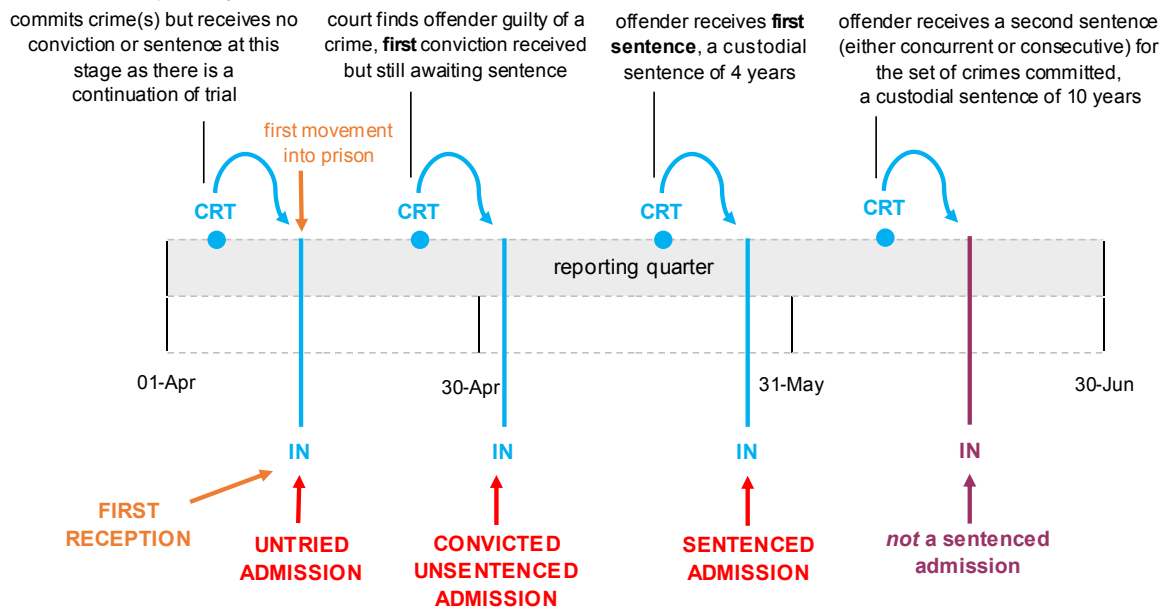 commits crime(s) but receives no
conviction or sentence at this
stage as there is a
continuation of trial
court finds offender guilty of a
crime, first conviction received
but still awaiting sentence
offender receives first
sentence, a custodial
sentence of 4 years
offender receives a second sentence
(either concurrent or consecutive) for
the set of crimes committed,
a custodial sentence of 10 years
first movement
into prison
CRT
CRT
CRT
CRT
reporting quarter
01-Apr
30-Apr
31-May
30-Jun
IN
IN
IN
IN
FIRST
RECEPTION
UNTRIED
ADMISSION
CONVICTED
UNSENTENCED
ADMISSION
SENTENCED
ADMISSION
not a sentenced
admission